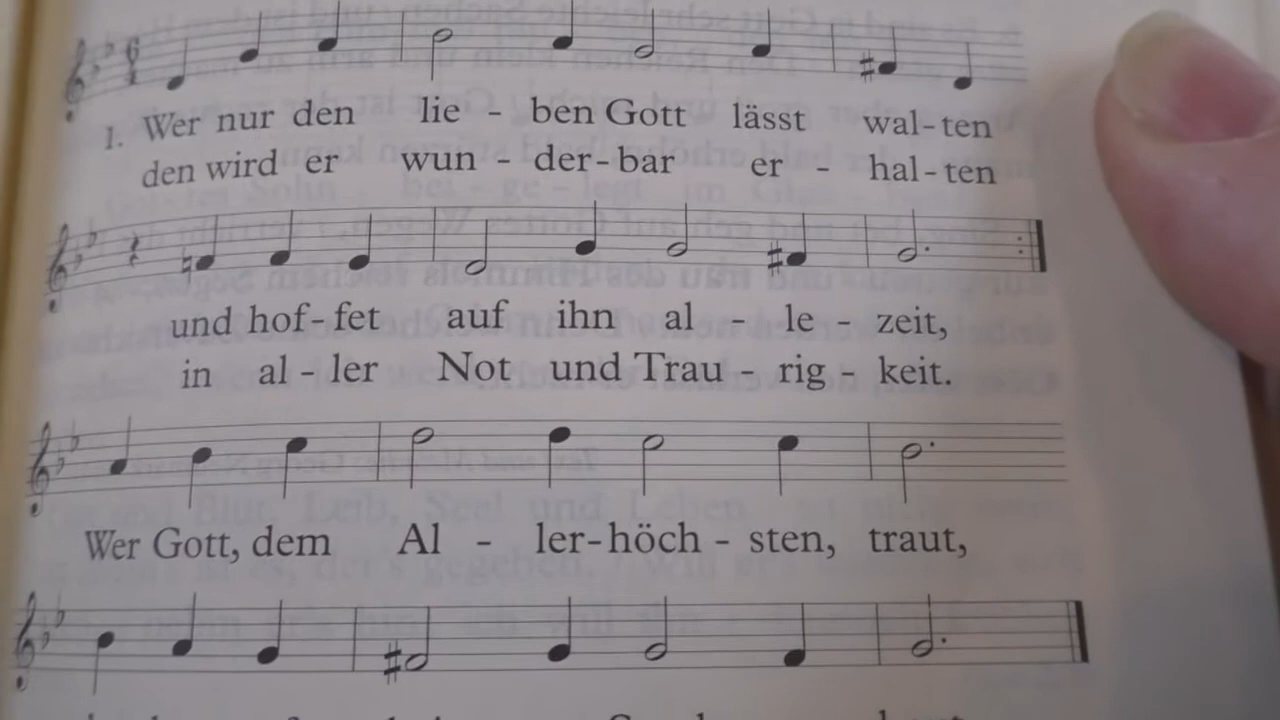 1. Wer nur den lie - ben Gott lässt wal-ten
den wird er wun - der-bar er - hal-ten
und hof-fet auf ihn al - le - zeit,
in al-ler Not und Trau - rig - keit.
Wer Gott, dem Al - ler-höch - sten, traut,